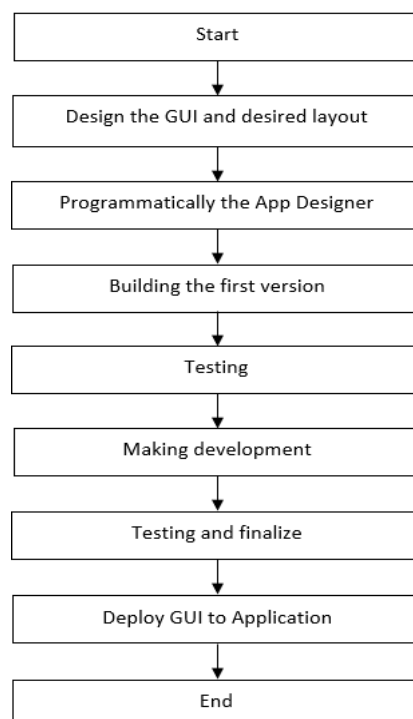 Start
Design the GUI and desired layout
Programmatically the App Designer
Building the first version
Testing
Making development
Testing and finalize
Deploy GUI to Application
End